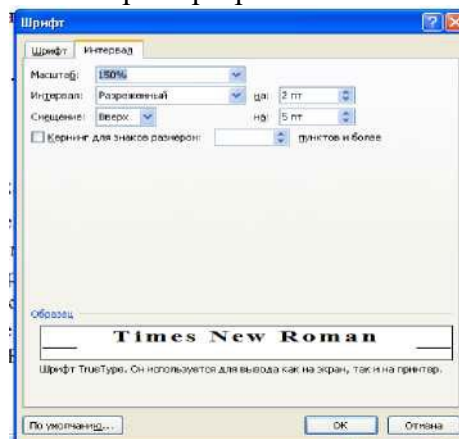 Шрифт
Шрифт Интервал
Масштаб: 150%
Интервал: Разреженный на: 2 пт
Смещение: Вверх на: 5 пт
Кернинг для знаков размером: пунктов и более
Образец
Times New Roman
Шрифт TrueType. Он используется для вывода как на экран, так и на принтер.
По умолчанию... ОК Отмена